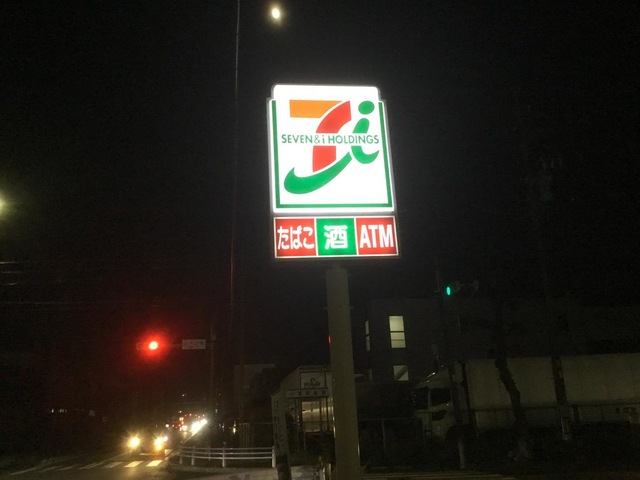 SEVEN&i HOLDINGS
たばこ 酒 ATM